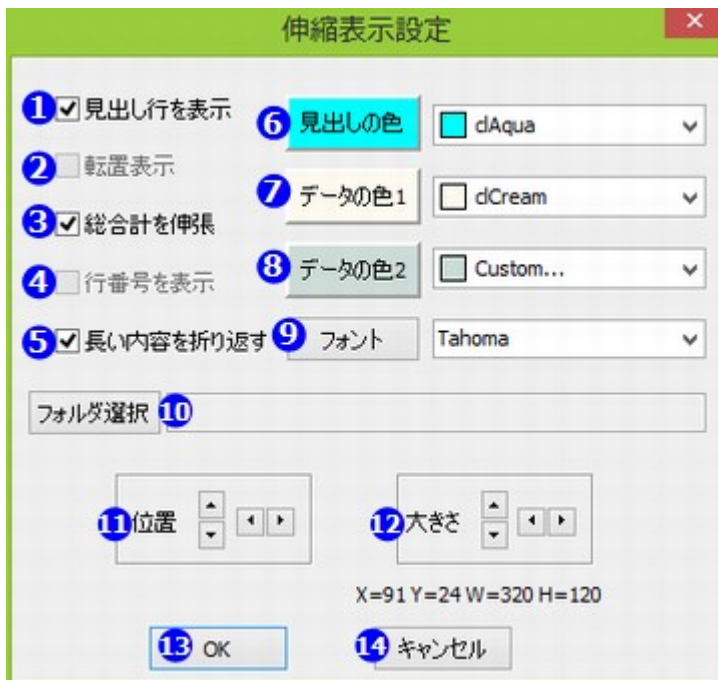 伸縮表示設定
1 見出し行を表示
6 見出しの色 clAqua
2 転置表示
7 データの色1 clCream
3 総合計を伸張
8 データの色2 Custom...
4 行番号を表示
5 長い内容を折り返す 9 フォント Tahoma
フォルダ選択 10
11 位置 12 大きさ
X=91 Y=24 W=320 H=120
13 OK 14 キャンセル